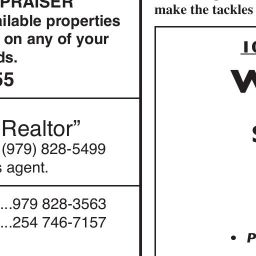 PRAISER
ailable properties
on any of your
ds.
55
Realtor”
(979) 828-5499
s agent.
...979 828-3563
...254 746-7157
make the tackles